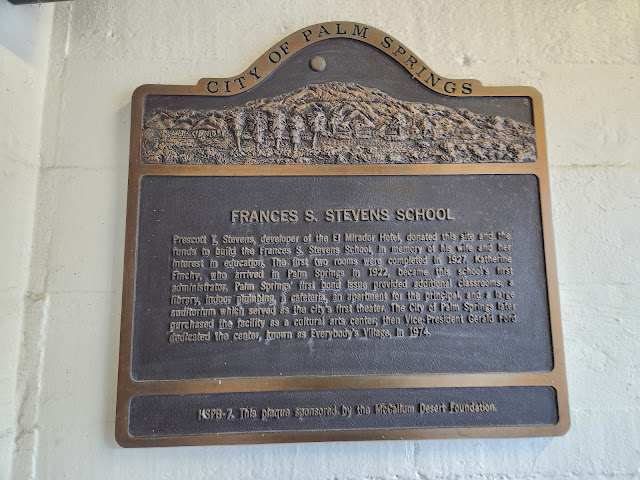 CITY OF PALM SPRINGS
FRANCES S. STEVENS SCHOOL
Prescott T. Stevens, developer of the El Mirador Hotel, donated this site and the
funds to build the Frances S. Stevens School, in memory of his wife and her
interest in education. The first two rooms were completed in 1927. Katherine
Finchy, who arrived in Palm Springs in 1922, became this school's first
administrator. Palm Springs' first bond issue provided additional classrooms, a
library, indoor plumbing, a cafeteria, an apartment for the principal, and a large
auditorium which served as the city's first theater. The City of Palm Springs later
purchased the facility as a cultural arts center; then Vice-President Gerald Ford
dedicated the center, known as Everybody's Village, in 1974.
HSPB-7. This plaque sponsored by the McCallum Desert Foundation.